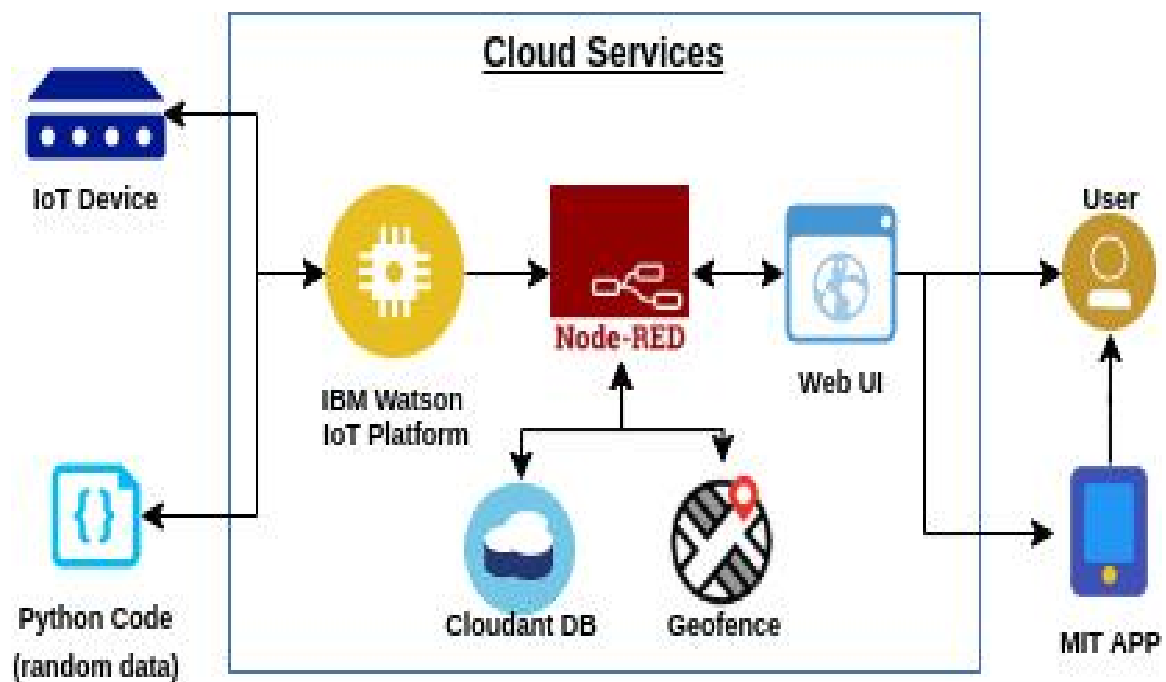 Cloud Services
IoT Device
User
Node-RED
Web UI
IBM Watson
IoT Platform
Cloudant DB
Geofence
Python Code
(random data)
MIT APP